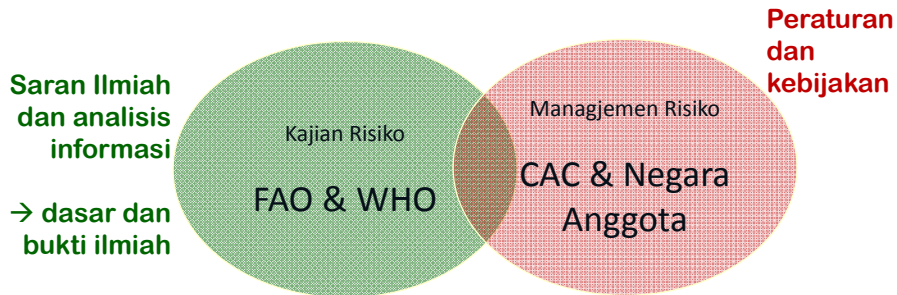 Saran Ilmiah
dan analisis
informasi
→ dasar dan
bukti ilmiah
Kajian Risiko
FAO & WHO
Managjemen Risiko
CAC & Negara
Anggota
Peraturan
dan
kebijakan